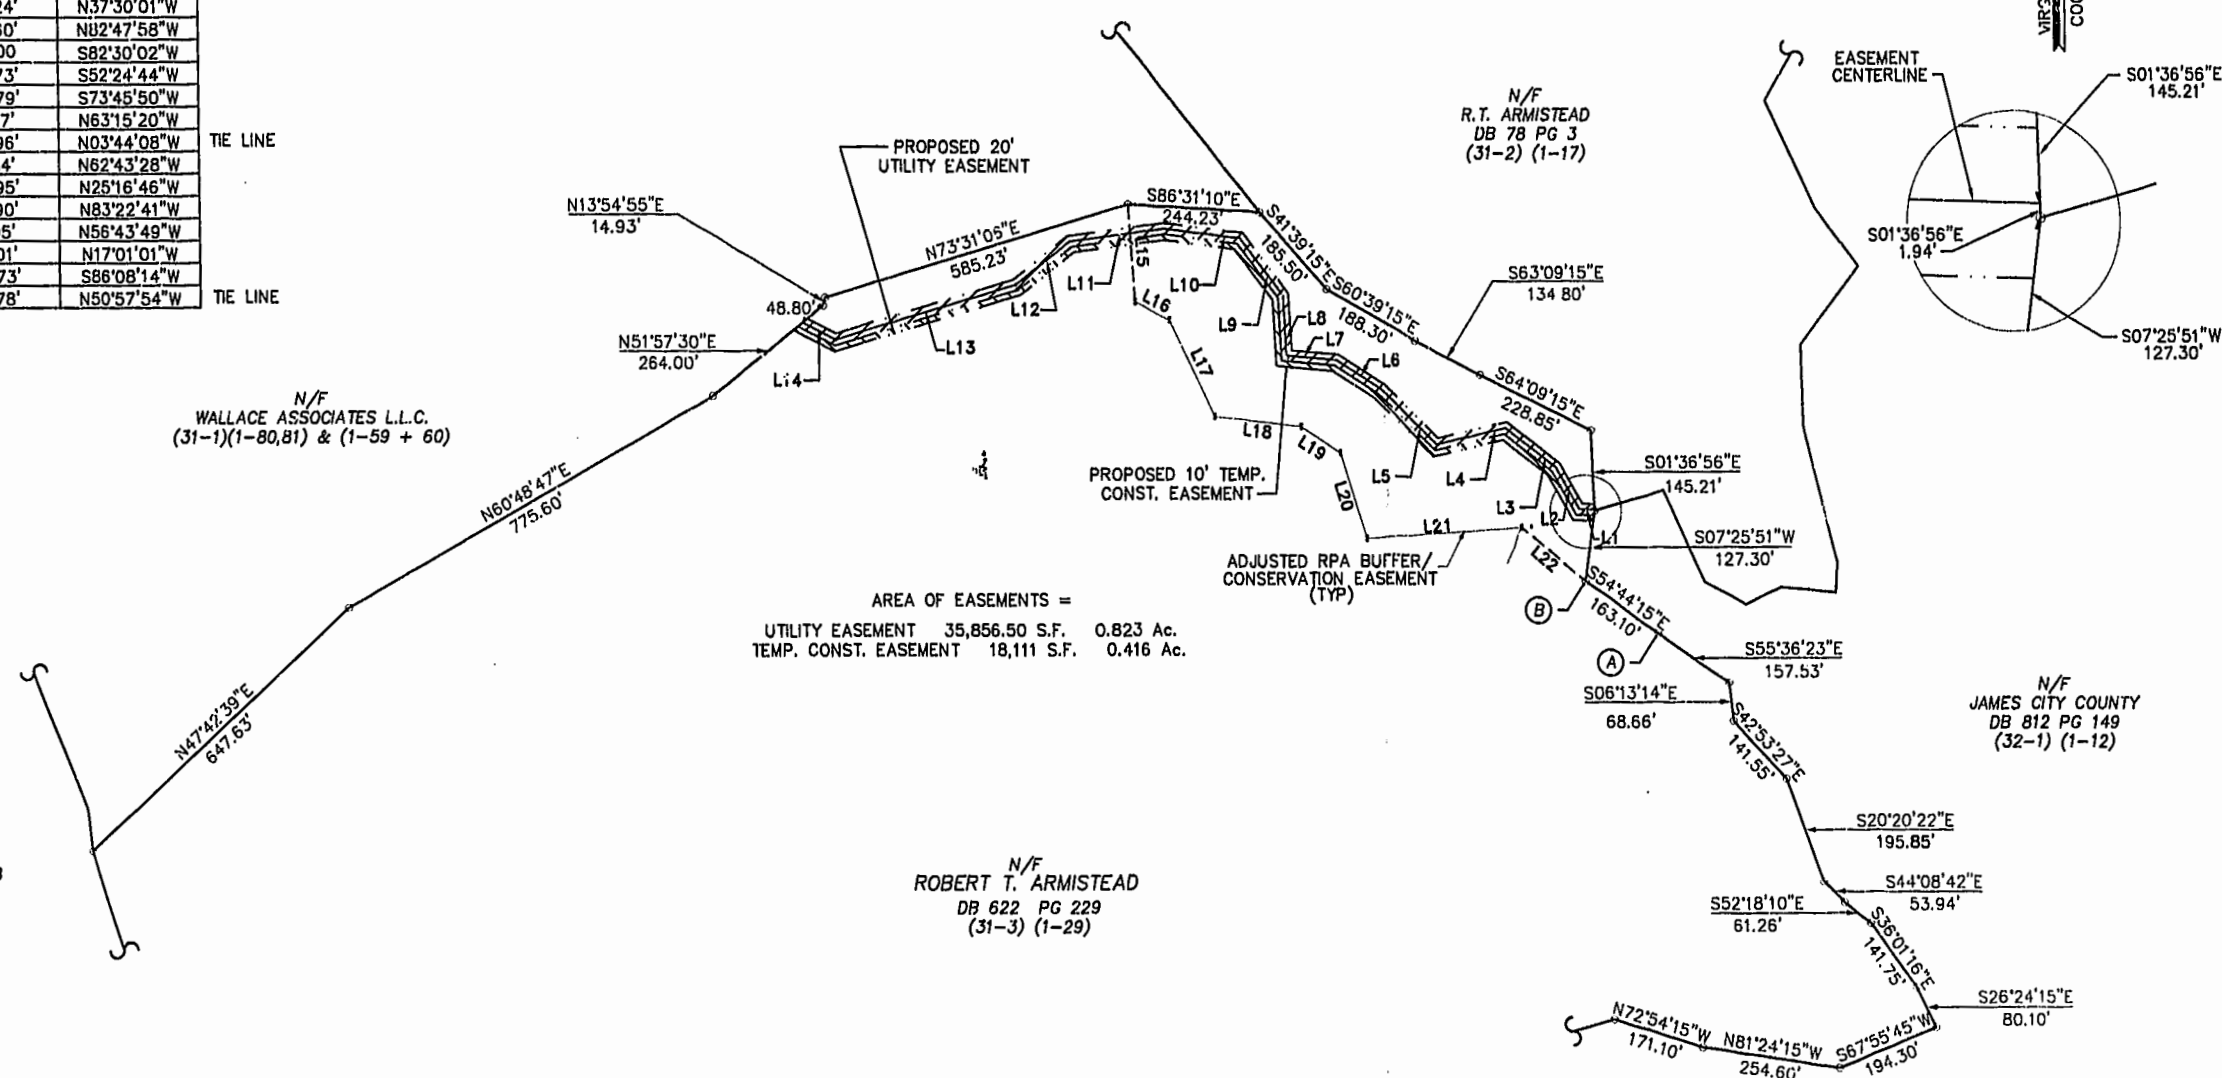 24' N37°30'01"W
60' N82°47'58"W
00 S82°30'02"W
73' S52°24'44"W
79' S73°45'50"W
7' N63°15'20"W
96' N03°44'08"W TIE LINE
4' N62°43'28"W
95' N25°16'46"W
90' N83°22'41"W
05' N56°43'49"W
01' N17°01'01"W
73' S86°08'14"W
78' N50°57'54"W TIE LINE
EASEMENT
CENTERLINE
S01°36'56"E
145.21'
S01°36'56"E
1.94'
S07°25'51"W
127.30'
N/F
R.T. ARMISTEAD
DB 78 PG 3
(31-2) (1-17)
PROPOSED 20'
UTILITY EASEMENT
N13°54'55"E
14.93'
N73°31'05"E
585.23'
S86°31'10"E
244.23'
S41°39'15"E
185.50'
S60°39'15"E
188.30'
S63°09'15"E
134 80'
S64°09'15"E
228.85'
48.80'
N51°57'30"E
264.00'
L14
L13
L12
L11
L15
L10
L16
L9
L8
L7
L6
L17
L18
L19
L20
L5
L4
L3
L2
L1
L21
L22
PROPOSED 10' TEMP.
CONST. EASEMENT
S01°36'56"E
145.21'
S07°25'51"W
127.30'
ADJUSTED RPA BUFFER/
CONSERVATION EASEMENT
(TYP)
N/F
WALLACE ASSOCIATES L.L.C.
(31-1)(1-80,81) & (1-59 + 60)
N60°48'47"E
775.60'
N47°42'39"E
647.63'
AREA OF EASEMENTS =
UTILITY EASEMENT 35,856.50 S.F. 0.823 Ac.
TEMP. CONST. EASEMENT 18,111 S.F. 0.416 Ac.
B
S54°44'15"E
163.10'
A
S55°36'23"E
157.53'
S06°13'14"E
68.66'
S42°53'27"E
141.55'
N/F
JAMES CITY COUNTY
DB 812 PG 149
(32-1) (1-12)
S20°20'22"E
195.85'
S44°08'42"E
53.94'
S52°18'10"E
61.26'
S36°01'16"E
141.75'
S26°24'15"E
80.10'
S67°55'45"W
194.30'
N81°24'15"W
254.60'
N72°54'15"W
171.10'
N/F
ROBERT T. ARMISTEAD
DB 622 PG 229
(31-3) (1-29)